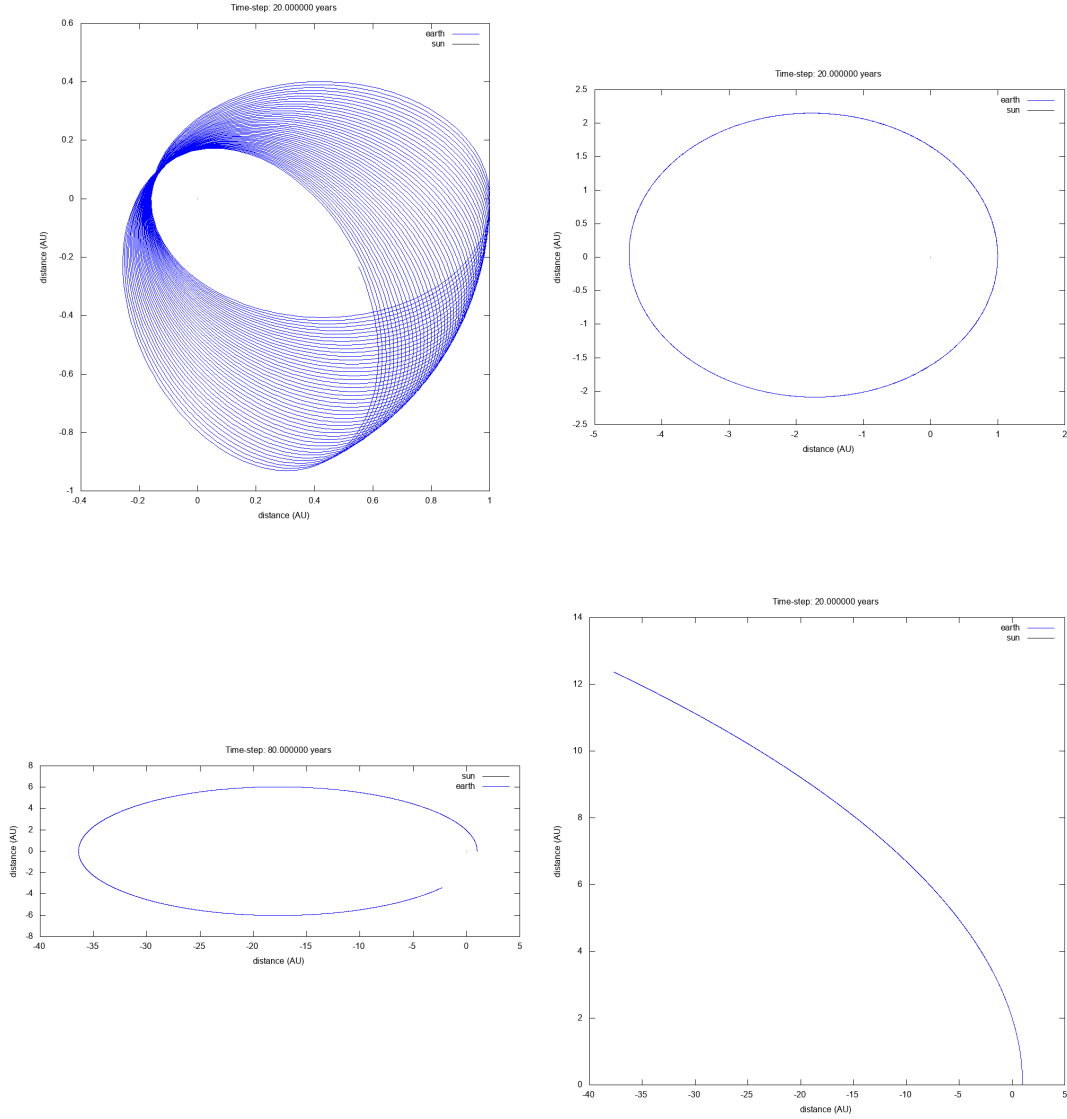 Time-step: 20.000000 years
earth
sun
0.6
0.4
0.2
0
-0.2
-0.4
-0.6
-0.8
-1
distance (AU)
-0.4 -0.2 0 0.2 0.4 0.6 0.8 1
distance (AU)
Time-step: 20.000000 years
earth
sun
2.5
2
1.5
1
0.5
0
-0.5
-1
-1.5
-2
-2.5
distance (AU)
-5 -4 -3 -2 -1 0 1 2
distance (AU)
Time-step: 80.000000 years
sun
earth
8
6
4
2
0
-2
-4
-6
-8
distance (AU)
-40 -35 -30 -25 -20 -15 -10 -5 0 5
distance (AU)
Time-step: 20.000000 years
earth
sun
14
12
10
8
6
4
2
0
distance (AU)
-40 -35 -30 -25 -20 -15 -10 -5 0 5
distance (AU)